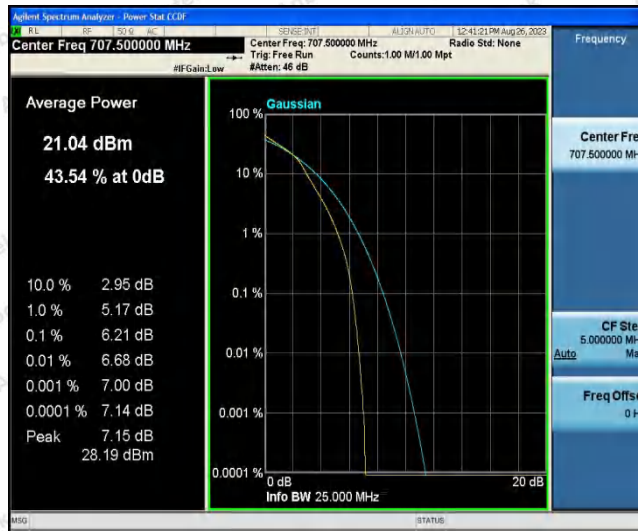 Agilent Spectrum Analyzer - Power Stat CCDF
RL RF 50 Ω AC SENSE:INT ALIGN AUTO 12:41:21 PM Aug 26, 2023
Center Freq 707.500000 MHz
Center Freq: 707.500000 MHz Radio Std: None
Trig: Free Run Counts:1.00 M/1.00 Mpt
#IFGain:Low #Atten: 46 dB
Frequency
Average Power
21.04 dBm
43.54 % at 0dB
10.0 % 2.95 dB
1.0 % 5.17 dB
0.1 % 6.21 dB
0.01 % 6.68 dB
0.001 % 7.00 dB
0.0001 % 7.14 dB
Peak 7.15 dB
28.19 dBm
Gaussian
100 %
10 %
1 %
0.1 %
0.01 %
0.001 %
0.0001 %
0 dB 20 dB
Info BW 25.000 MHz
Center Fre
707.500000 MH
CF Ste
5.000000 MH
Auto Ma
Freq Offse
0 H
MSG STATUS